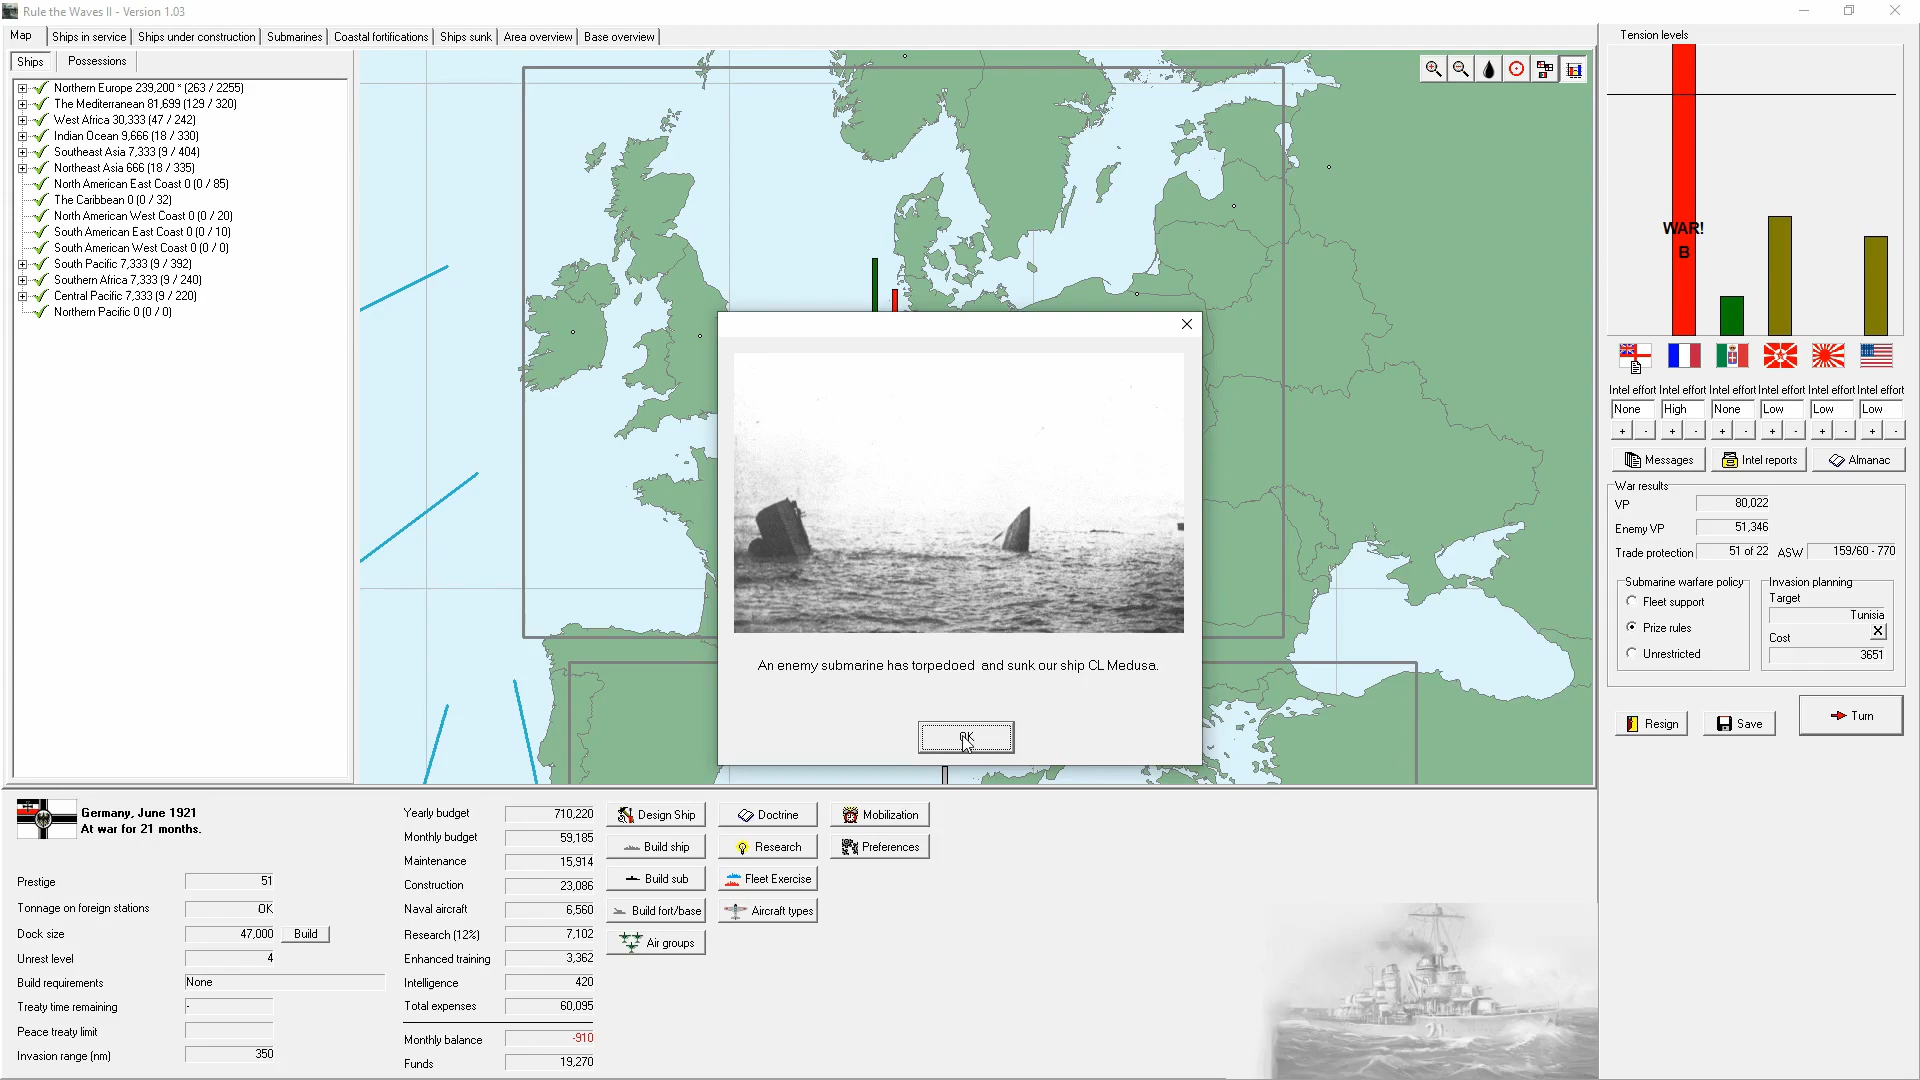 Rule the Waves II - Version 1.03
Map
Ships in service
Ships under construction
Submarines
Coastal fortifications
Ships sunk
Area overview
Base overview
Ships
Possessions
Northern Europe 239,200 * (263 / 2255)
The Mediterranean 81,699 (129 / 320)
West Africa 30,333 (47 / 242)
Indian Ocean 9,666 (18 / 330)
Southeast Asia 7,333 (9 / 404)
Northeast Asia 666 (18 / 335)
North American East Coast 0 (0 / 85)
The Caribbean 0 (0 / 32)
North American West Coast 0 (0 / 20)
South American East Coast 0 (0 / 10)
South American West Coast 0 (0 / 0)
South Pacific 7,333 (9 / 392)
Southern Africa 7,333 (9 / 240)
Central Pacific 7,333 (9 / 220)
Northern Pacific 0 (0 / 0)
An enemy submarine has torpedoed and sunk our ship CL Medusa.
OK
Tension levels
WAR!
B
Intel effort Intel effort Intel effort Intel effort Intel effort Intel effort
None High None Low Low Low
+ - + - + - + - + - + -
Messages
Intel reports
Almanac
War results
VP 80,022
Enemy VP 51,346
Trade protection 51 of 22 ASW 159/60 - 770
Submarine warfare policy
Fleet support
Prize rules
Unrestricted
Invasion planning
Target
Tunisia
Cost X
3651
Resign
Save
Turn
Germany, June 1921
At war for 21 months.
Prestige 51
Tonnage on foreign stations OK
Dock size 47,000 Build
Unrest level 4
Build requirements None
Treaty time remaining -
Peace treaty limit
Invasion range (nm) 350
Yearly budget 710,220
Monthly budget 59,185
Maintenance 15,914
Construction 23,086
Naval aircraft 6,560
Research (12%) 7,102
Enhanced training 3,362
Intelligence 420
Total expenses 60,095
Monthly balance -910
Funds 19,270
Design Ship
Build ship
Build sub
Build fort/base
Air groups
Doctrine
Research
Fleet Exercise
Aircraft types
Mobilization
Preferences